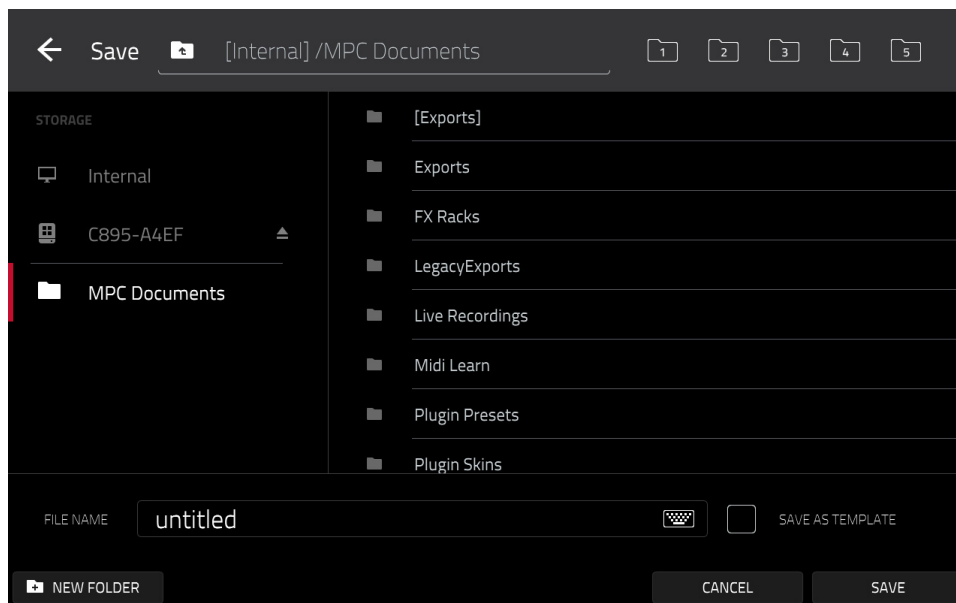 Save [Internal] /MPC Documents 1 2 3 4 5
STORAGE
Internal
C895-A4EF
MPC Documents
[Exports]
Exports
FX Racks
LegacyExports
Live Recordings
Midi Learn
Plugin Presets
Plugin Skins
FILE NAME untitled SAVE AS TEMPLATE
NEW FOLDER CANCEL SAVE